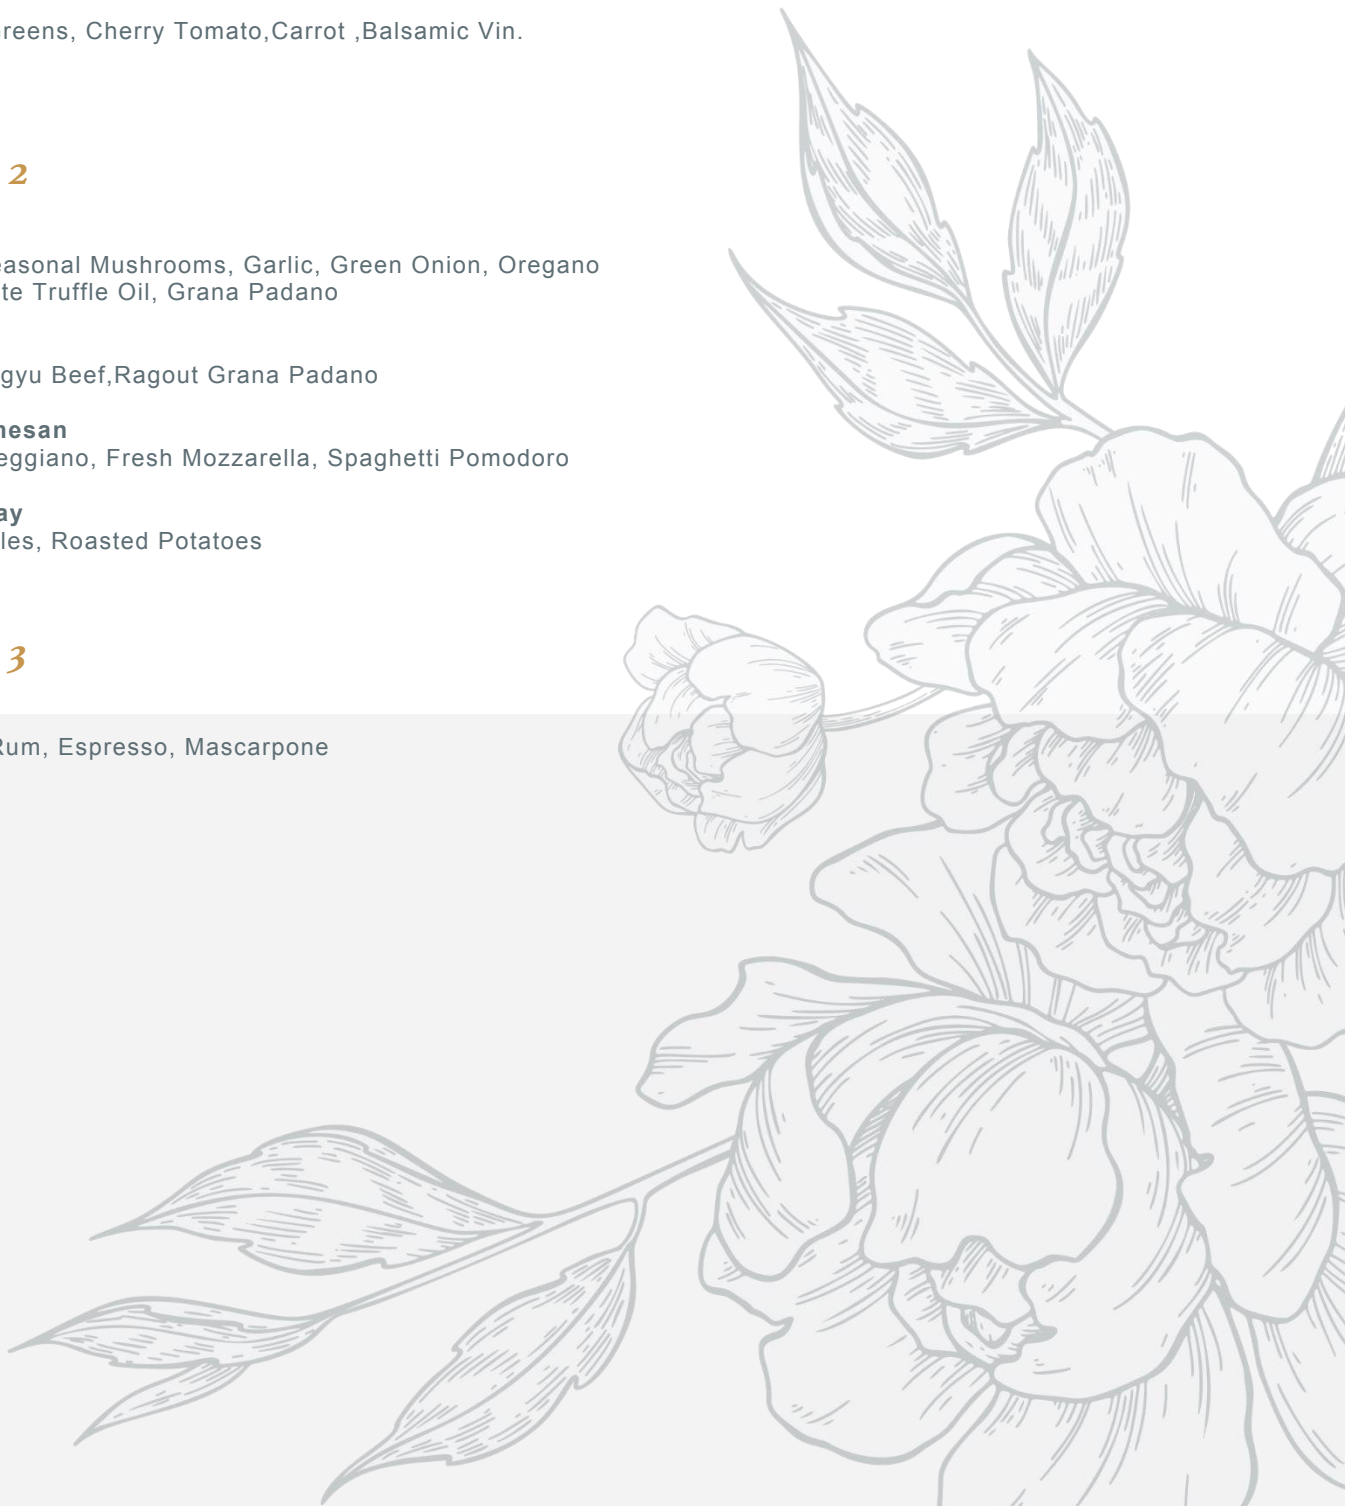 reens, Cherry Tomato,Carrot ,Balsamic Vin.
2
easonal Mushrooms, Garlic, Green Onion, Oregano
te Truffle Oil, Grana Padano
gyu Beef,Ragout Grana Padano
nesan
eggiano, Fresh Mozzarella, Spaghetti Pomodoro
ay
les, Roasted Potatoes
3
Rum, Espresso, Mascarpone